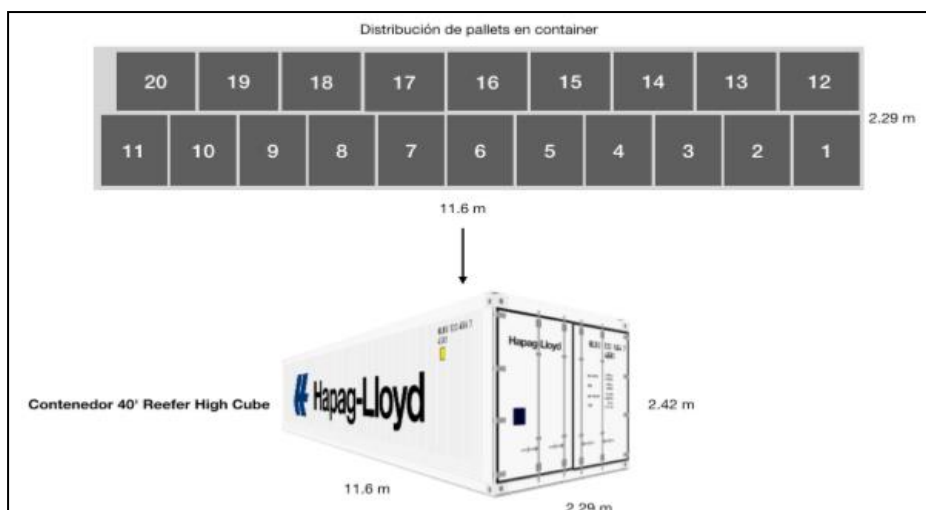 Distribución de pallets en container
20 19 18 17 16 15 14 13 12
2.29 m
11 10 9 8 7 6 5 4 3 2 1
11.6 m
Hapag-Lloyd
Contenedor 40' Reefer High Cube
Hapag-Lloyd
2.42 m
11.6 m
2.29 m